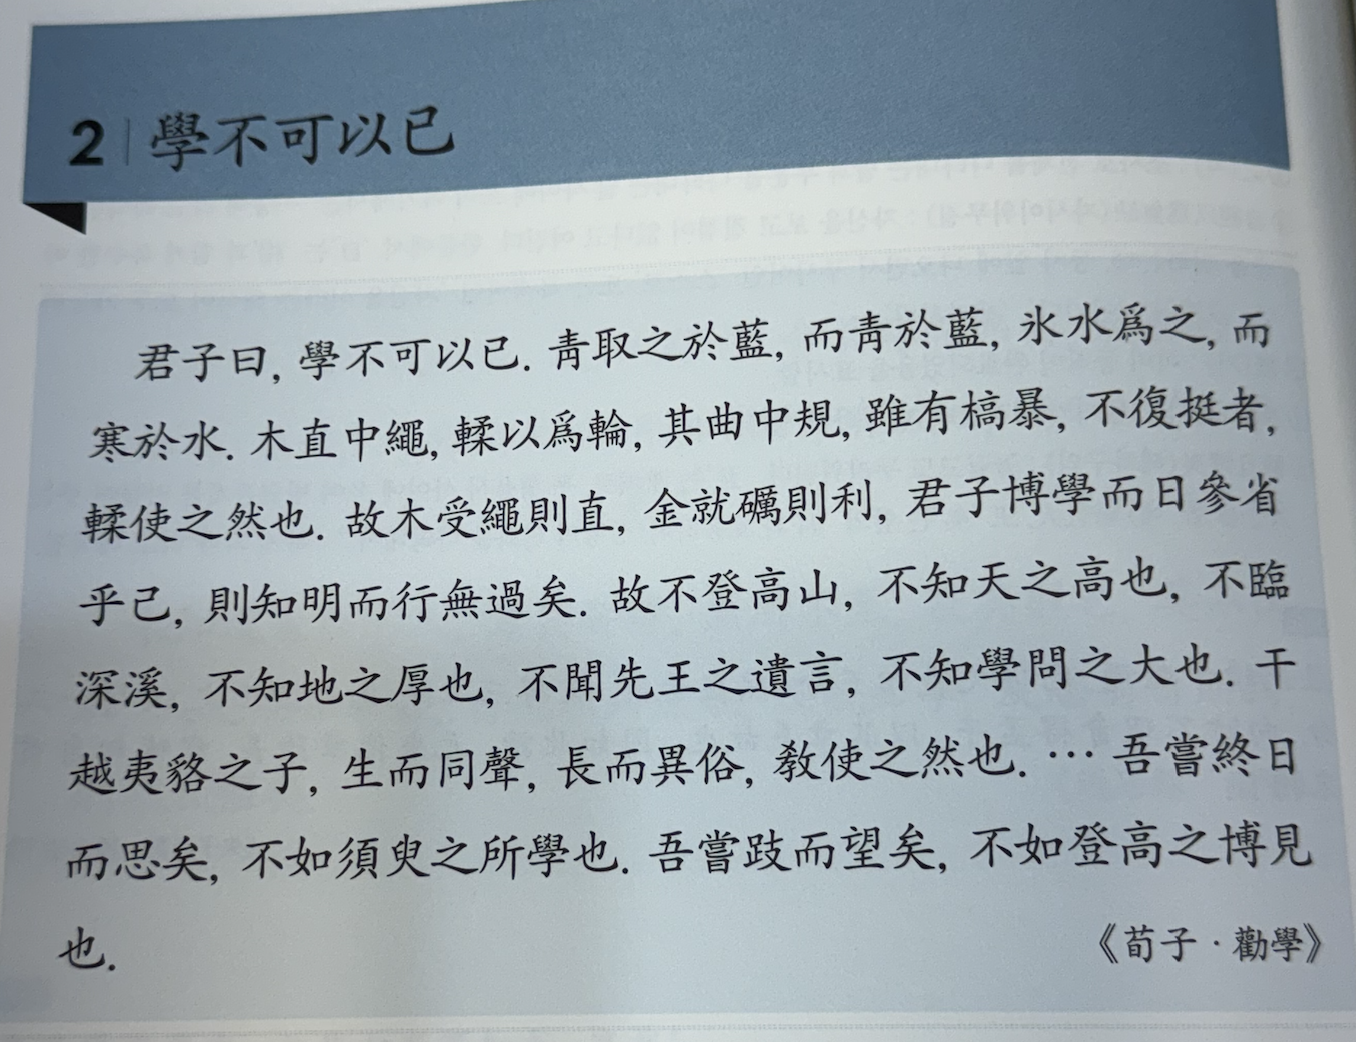 2 | 學不可以已
君子曰, 學不可以已. 靑取之於藍, 而靑於藍, 氷水爲之, 而
寒於水. 木直中繩, 輮以爲輪, 其曲中規, 雖有槁暴, 不復挺者,
輮使之然也. 故木受繩則直, 金就礪則利, 君子博學而日參省
乎己, 則知明而行無過矣. 故不登高山, 不知天之高也, 不臨
深溪, 不知地之厚也, 不聞先王之遺言, 不知學問之大也. 干
越夷貉之子, 生而同聲, 長而異俗, 敎使之然也. … 吾嘗終日
而思矣, 不如須臾之所學也. 吾嘗跂而望矣, 不如登高之博見
也.
《荀子 · 勸學》